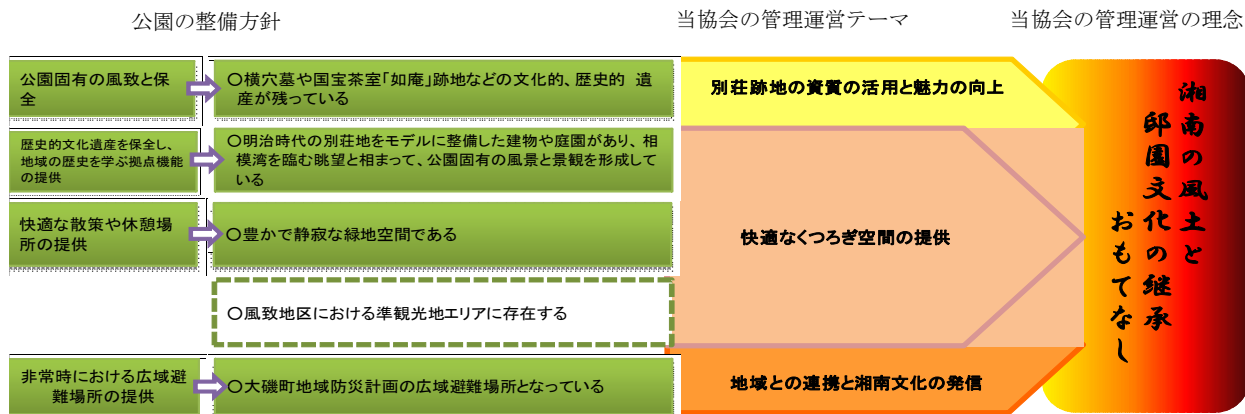 公園の整備方針
当協会の管理運営テーマ
当協会の管理運営の理念
公園固有の風致と保
全
○横穴墓や国宝茶室「如庵」跡地などの文化的、歴史的 遺
産が残っている
歴史的文化遺産を保全し、
地域の歴史を学ぶ拠点機能
の提供
○明治時代の別荘地をモデルに整備した建物や庭園があり、相
模湾を臨む眺望と相まって、公園固有の風景と景観を形成して
いる
快適な散策や休憩場
所の提供
○豊かで静寂な緑地空間である
○風致地区における準観光地エリアに存在する
非常時における広域避
難場所の提供
○大磯町地域防災計画の広域避難場所となっている
別荘跡地の資質の活用と魅力の向上
快適なくつろぎ空間の提供
地域との連携と湘南文化の発信
湘南の風土と
邸園文化の継承
おもてなし